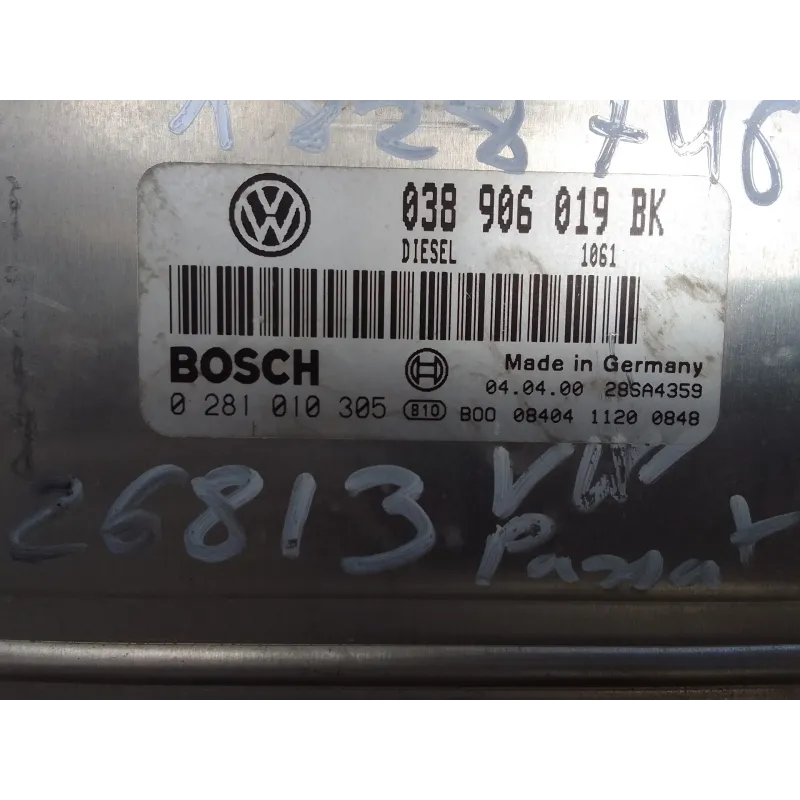 038 906 019 BK
DIESEL 1061
BOSCH Made in Germany
04.04.00 28SA4359
0 281 010 305 B10 B00 08404 1120 0848
26813 VW
Passat